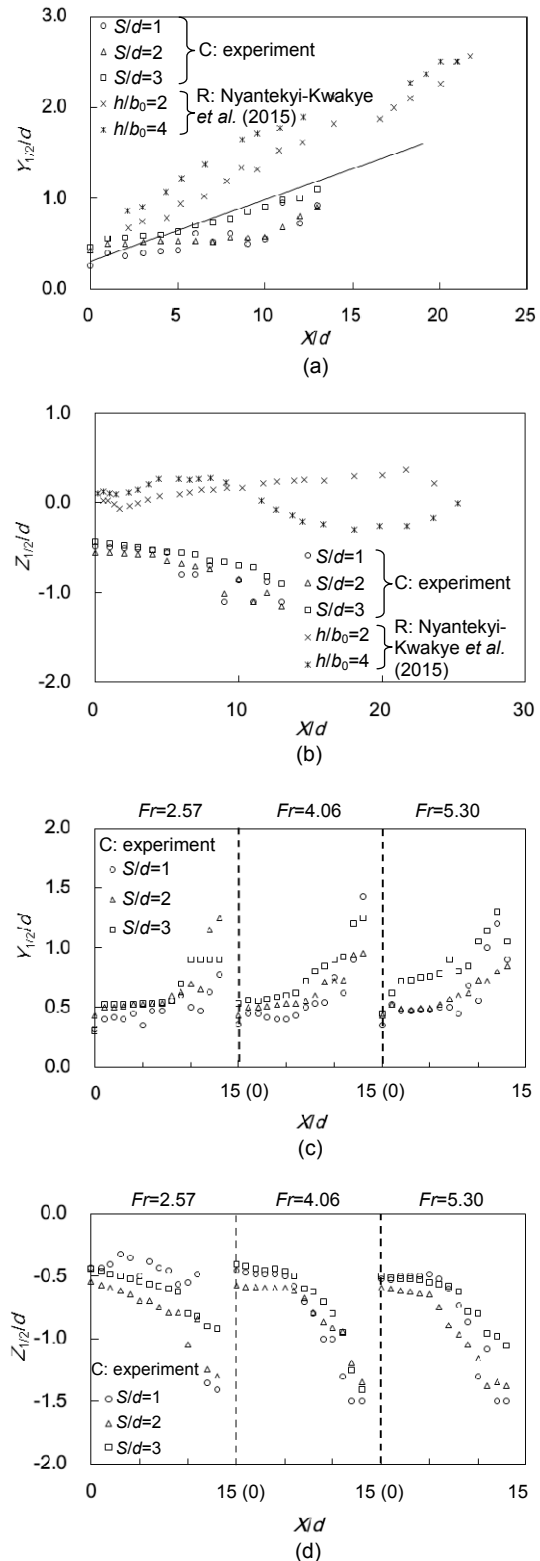 3.0
2.0
1.0
0.0
Y1/2/d
S/d=1
S/d=2
S/d=3
C: experiment
h/b0=2
h/b0=4
R: Nyantekyi-Kwakye
et al. (2015)
0 5 10 15 20 25
X/d
(a)
1.0
0.0
-1.0
-2.0
Z1/2/d
S/d=1
S/d=2
S/d=3
C: experiment
h/b0=2
h/b0=4
R: Nyantekyi-
Kwakye et al.
(2015)
0 10 20 30
X/d
(b)
Fr=2.57 Fr=4.06 Fr=5.30
2.0
1.5
1.0
0.5
0.0
Y1/2/d
C: experiment
S/d=1
S/d=2
S/d=3
0 15 (0) 15 (0) 15
X/d
(c)
Fr=2.57 Fr=4.06 Fr=5.30
0.0
-0.5
-1.0
-1.5
-2.0
Z1/2/d
C: experiment
S/d=1
S/d=2
S/d=3
0 15 (0) 15 (0) 15
X/d
(d)